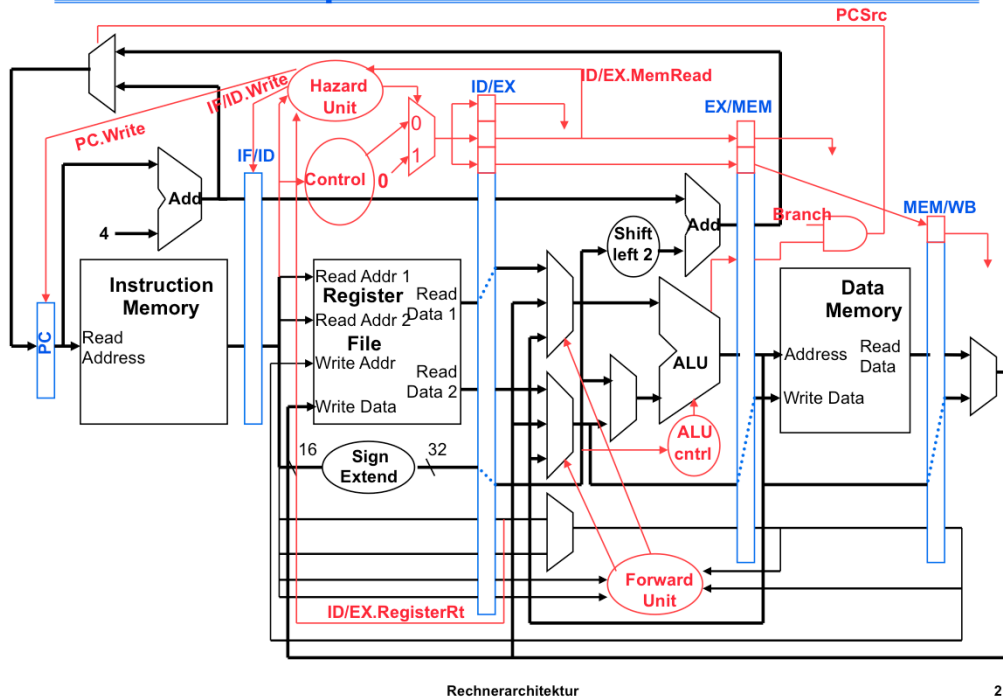 PCSrc
Hazard
Unit
ID/EX.MemRead
ID/EX
EX/MEM
IF/ID.Write
PC.Write
0
1
0
IF/ID
Control
Add
4
Branch
MEM/WB
Shift
left 2
Add
Instruction
Memory
Read
Address
PC
Read Addr 1
Register
Read
Data 1
Read Addr 2
File
Write Addr
Read
Data 2
Write Data
ALU
ALU
cntrl
Data
Memory
Address
Read
Data
Write Data
16
Sign
Extend
32
Forward
Unit
ID/EX.RegisterRt
Rechnerarchitektur
2